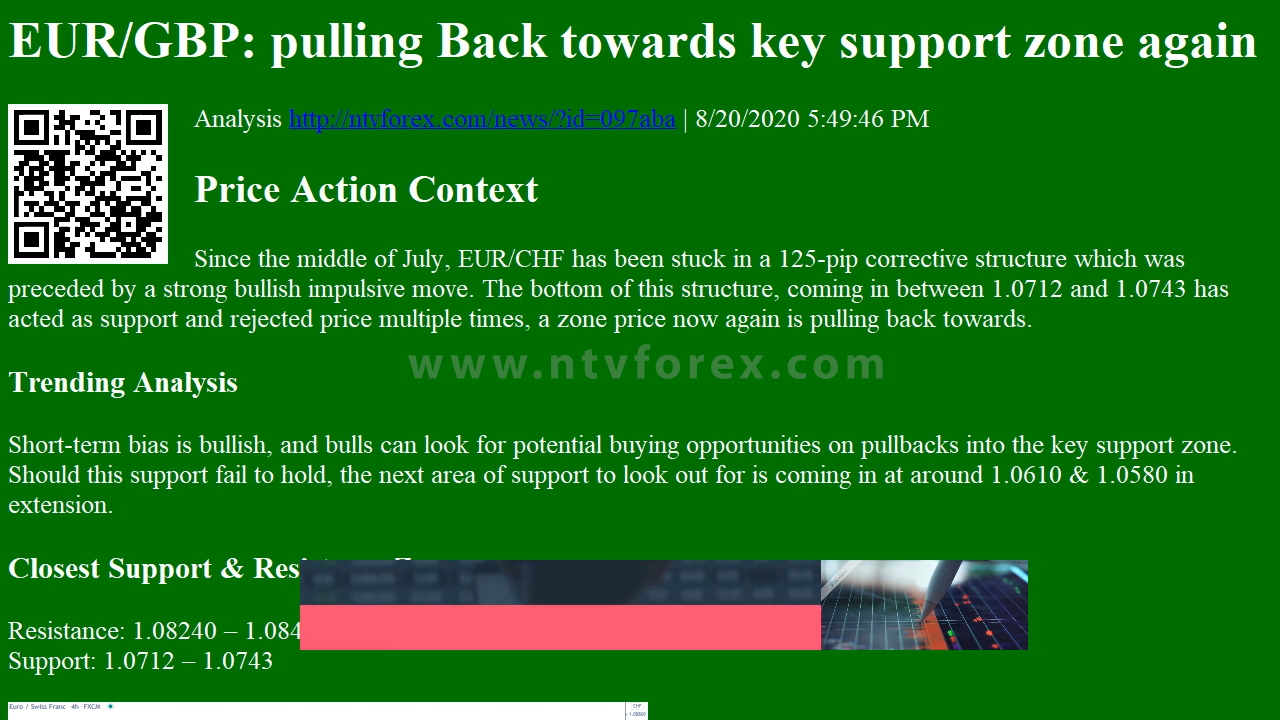 EUR/GBP: pulling Back towards key support zone again
Analysis http://ntvforex.com/news/?id=097aba | 8/20/2020 5:49:46 PM
Price Action Context
Since the middle of July, EUR/CHF has been stuck in a 125-pip corrective structure which was
preceded by a strong bullish impulsive move. The bottom of this structure, coming in between 1.0712 and 1.0743 has
acted as support and rejected price multiple times, a zone price now again is pulling back towards.
www.ntvforex.com
Trending Analysis
Short-term bias is bullish, and bulls can look for potential buying opportunities on pullbacks into the key support zone.
Should this support fail to hold, the next area of support to look out for is coming in at around 1.0610 & 1.0580 in
extension.
Closest Support &
Resistance: 1.08240 –
Support: 1.0712 – 1.0743
Euro / Swiss Franc 4h FXCM
CHF
1.08800